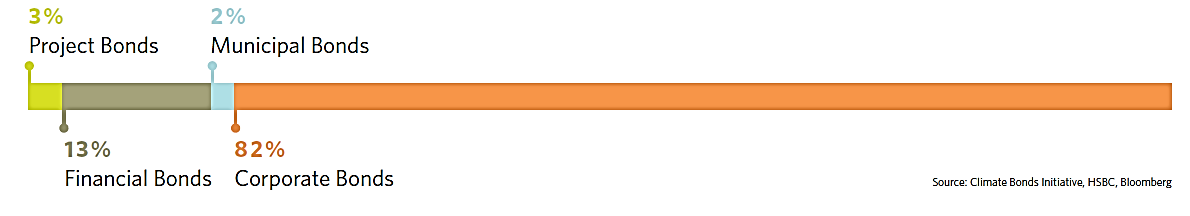 3%
Project Bonds
2%
Municipal Bonds
13%
Financial Bonds
82%
Corporate Bonds
Source: Climate Bonds Initiative, HSBC, Bloomberg